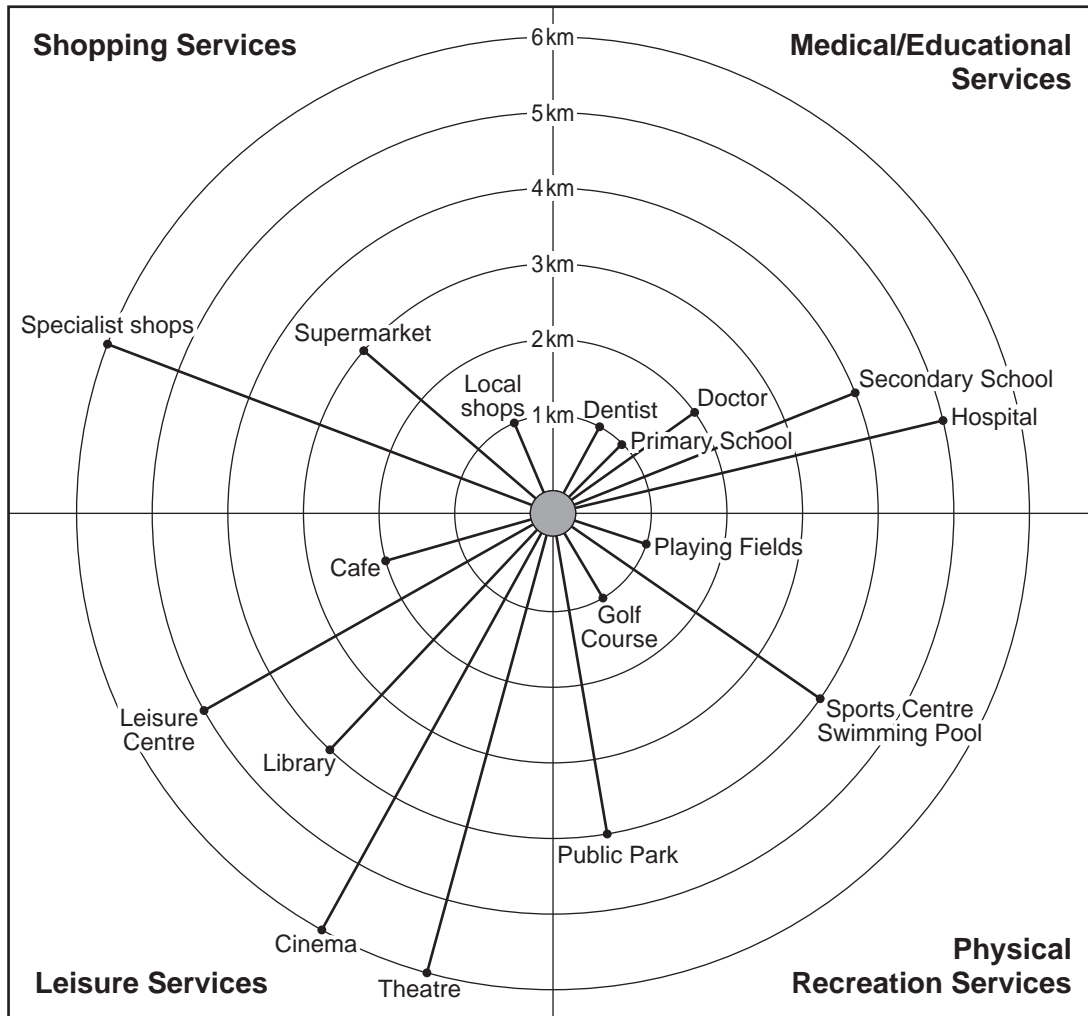 Shopping Services
6 km
Medical/Educational
Services
5 km
4 km
3 km
Specialist shops
Supermarket
2 km
Local
shops
1 km
Dentist
Doctor
Primary School
Secondary School
Hospital
Cafe
Playing Fields
Golf
Course
Leisure
Centre
Library
Sports Centre
Swimming Pool
Public Park
Cinema
Theatre
Leisure Services
Physical
Recreation Services